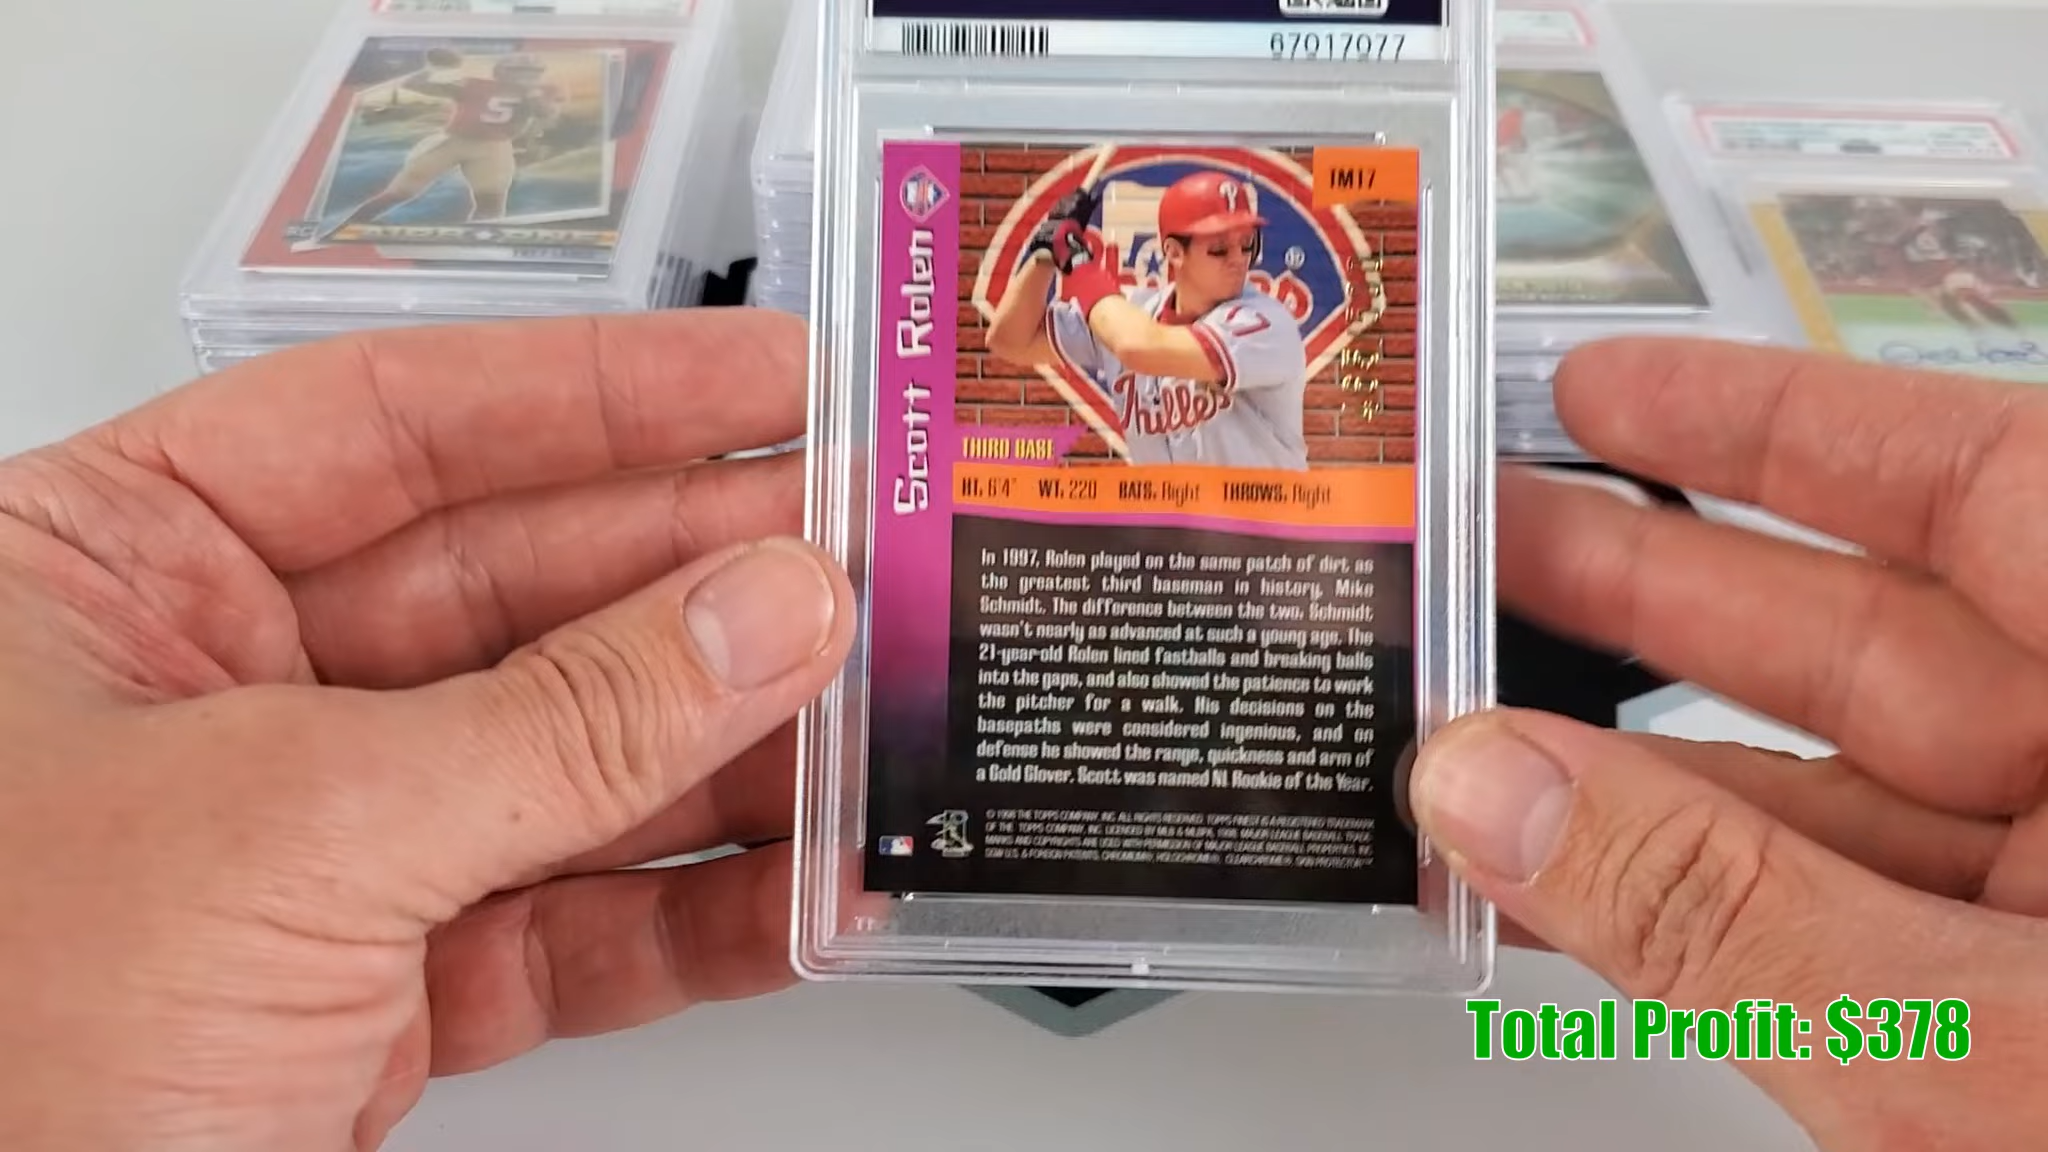 67017077
TM17
Scott Rolen
Phillies
17
5
RC
THIRD BASE
HT. 6'4" WT. 220 BATS. Right THROWS. Right
In 1997, Rolen played on the same patch of dirt as
the greatest third baseman in history, Mike
Schmidt. The difference between the two. Schmidt
wasn't nearly as advanced at such a young age. The
21-year-old Rolen lined fastballs and breaking balls
into the gaps, and also showed the patience to work
the pitcher for a walk. His decisions on the
basepaths were considered ingenious, and on
defense he showed the range, quickness and arm of
a Gold Glover. Scott was named NL Rookie of the Year.
© 1998 THE TOPPS COMPANY, INC. ALL RIGHTS RESERVED. TOPPS FINEST IS A REGISTERED TRADEMARK
OF THE TOPPS COMPANY, INC. LICENSED BY MLB & MLBPA, 1998. MAJOR LEAGUE BASEBALL TRADE
MARKS AND COPYRIGHTS ARE USED WITH PERMISSION OF MAJOR LEAGUE BASEBALL PROPERTIES, INC.
Total Profit: $378